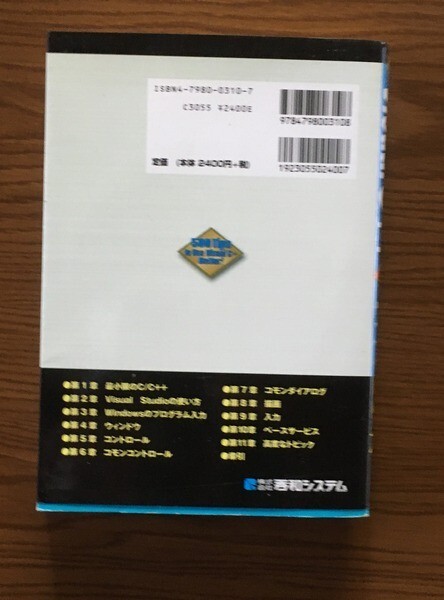 ISBN4-7980-0310-7
C3055 ¥2400E
定価 (本体 2400円+税)
9784798003108
1923055024007
500 Tips
●第1章 最小限のC/C++
●第2章 Visual Studioの使い方
●第3章 Windowsのプログラム入力
●第4章 ウィンドウ
●第5章 コントロール
●第6章 コモンコントロール
●第7章 コモンダイアログ
●第8章 描画
●第9章 入力
●第10章 ベースサービス
●第11章 高度なトピック
●索引
株式会社 秀和システム